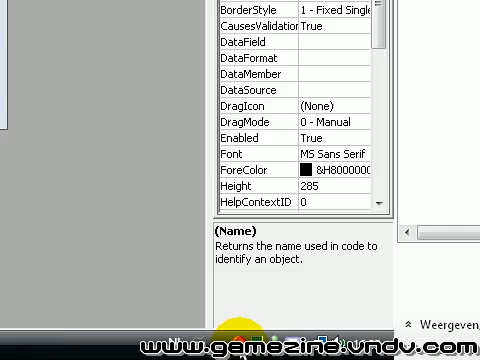 BorderStyle 1 - Fixed Single
CausesValidation True
DataField
DataFormat
DataMember
DataSource
DragIcon (None)
DragMode 0 - Manual
Enabled True
Font MS Sans Serif
ForeColor &H8000000
Height 285
HelpContextID 0
(Name)
Returns the name used in code to
identify an object.
Weergeven
www.gamezine.vndv.com